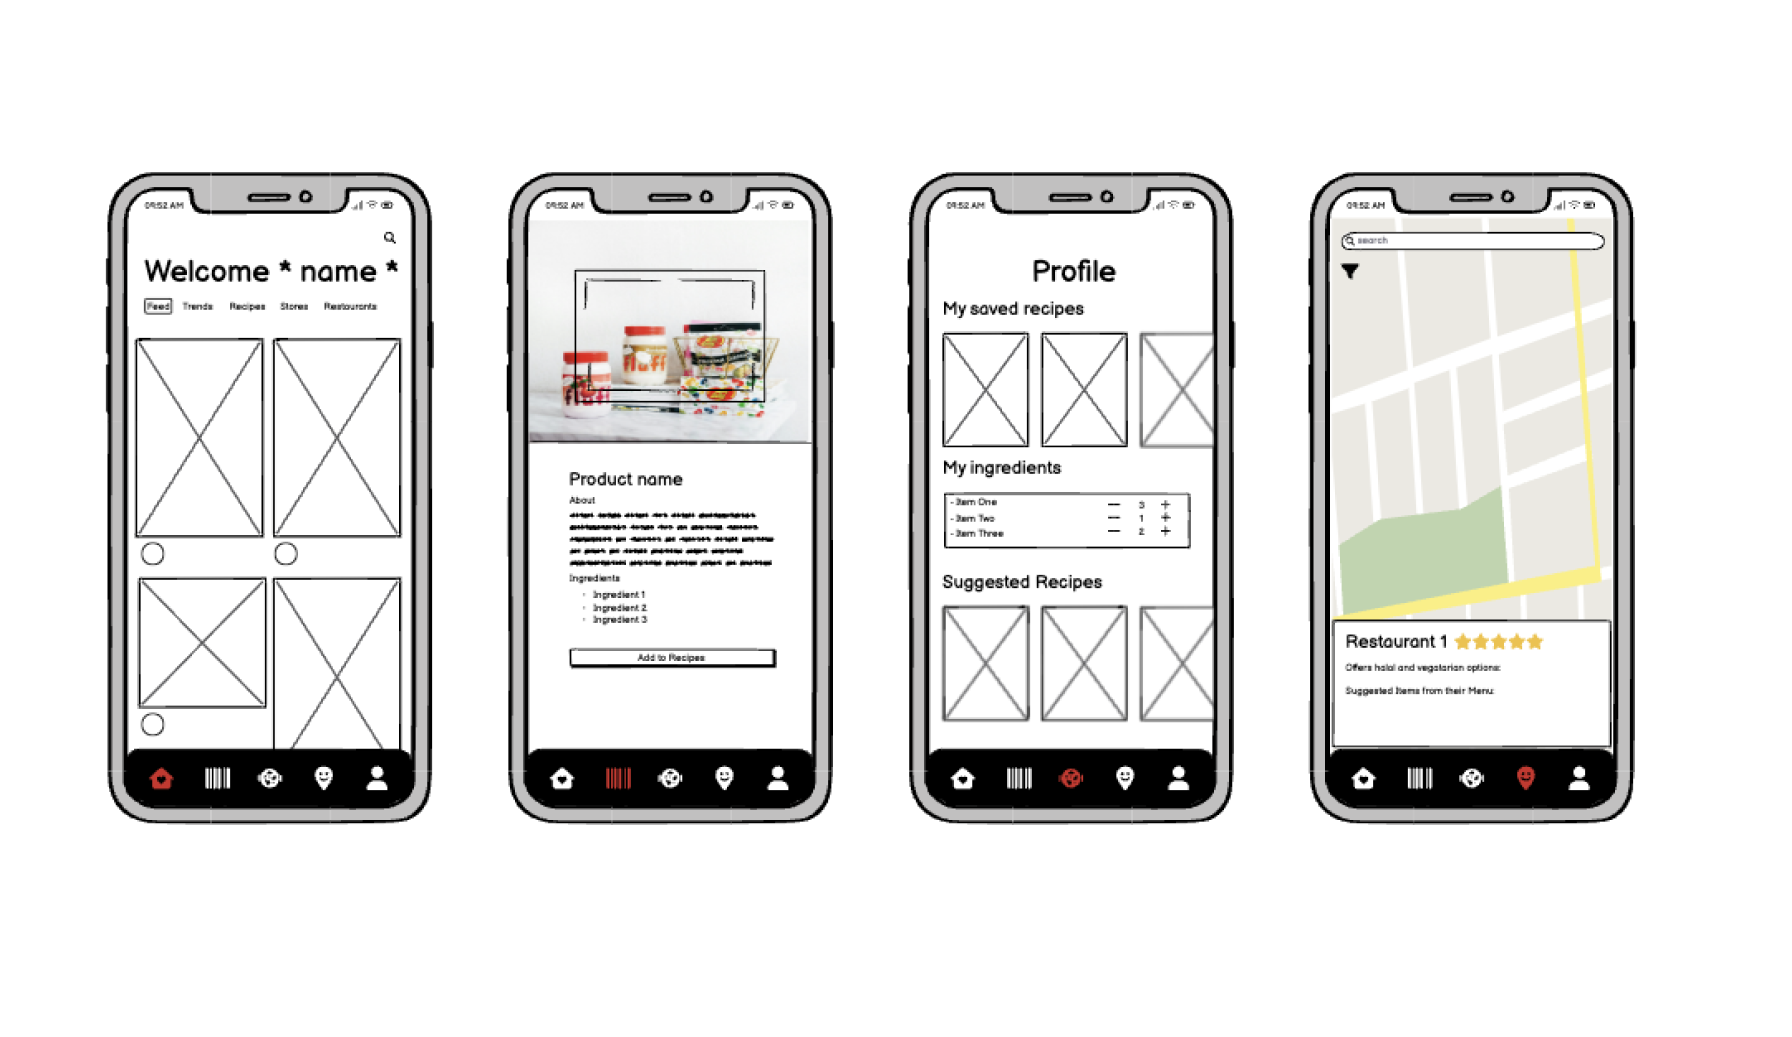 09:52 AM
Welcome * name *
Feed Trends Recipes Stores Restaurants
09:52 AM
fluff
Product name
About
Ingredients
· Ingredient 1
· Ingredient 2
· Ingredient 3
Add to Recipes
09:52 AM
Profile
My saved recipes
My ingredients
- Item One — 3 +
- Item Two — 1 +
- Item Three — 2 +
Suggested Recipes
09:52 AM
search
Restaurant 1
Offers halal and vegatarian options:
Suggested Items from their Menu: